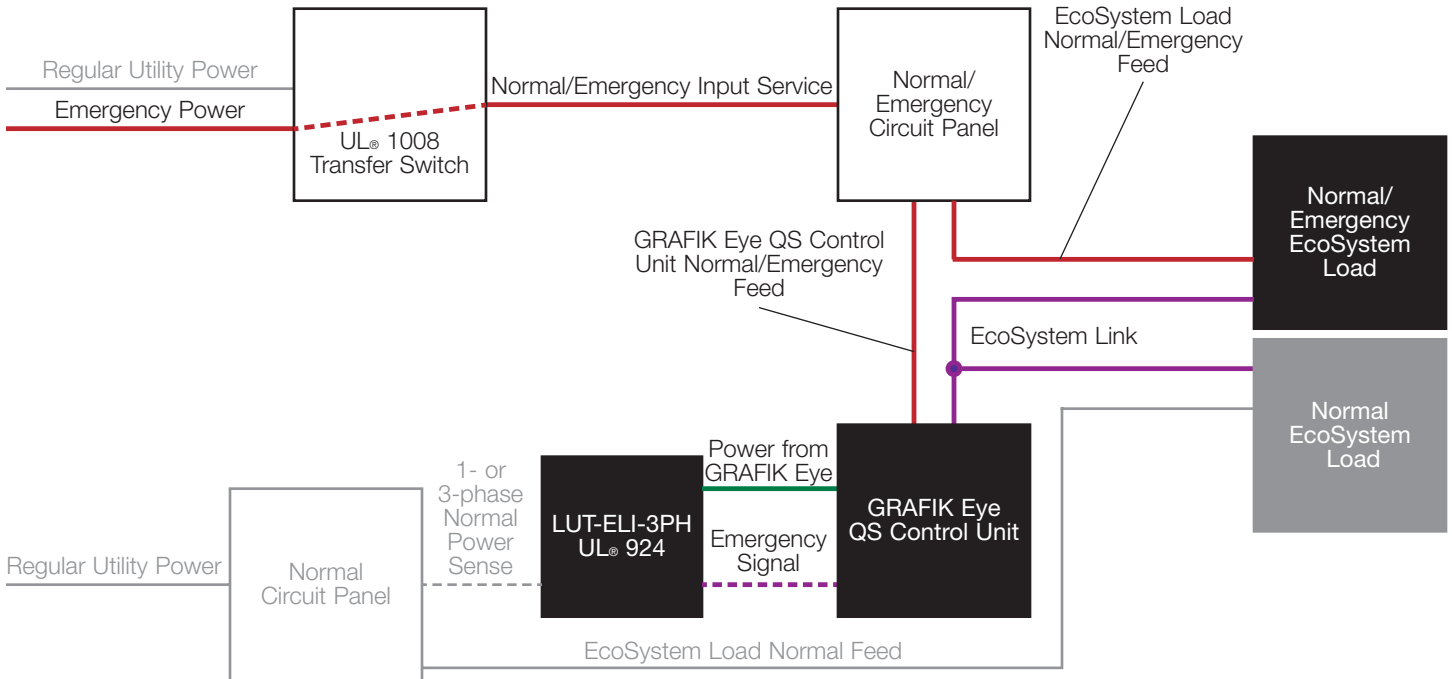 Regular Utility Power
Emergency Power
UL® 1008
Transfer Switch
Normal/Emergency Input Service
Normal/
Emergency
Circuit Panel
EcoSystem Load
Normal/Emergency
Feed
Normal/
Emergency
EcoSystem
Load
GRAFIK Eye QS Control
Unit Normal/Emergency
Feed
EcoSystem Link
Normal
EcoSystem
Load
Regular Utility Power
Normal
Circuit Panel
1- or
3-phase
Normal
Power
Sense
LUT-ELI-3PH
UL® 924
Power from
GRAFIK Eye
Emergency
Signal
GRAFIK Eye
QS Control Unit
EcoSystem Load Normal Feed